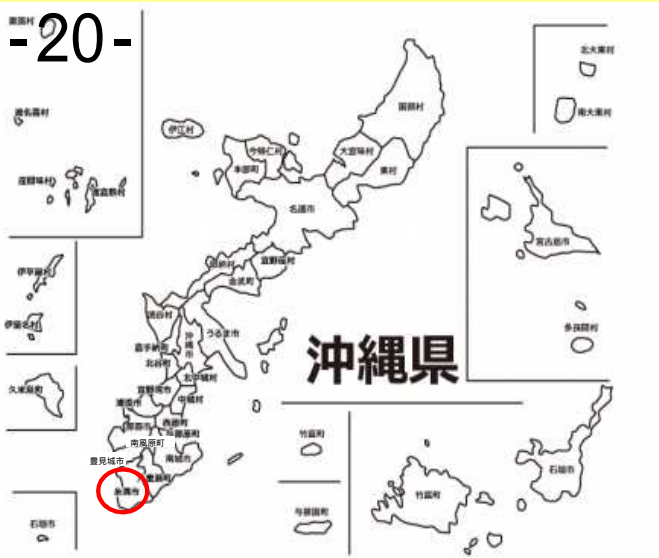 -20-
粟国村
渡名喜村
座間味村
渡嘉敷村
伊平屋村
伊是名村
久米島町
石垣市
伊江村
今帰仁村
本部町
国頭村
大宜味村
東村
名護市
恩納村
宜野座村
金武町
読谷村
うるま市
沖縄市
嘉手納町
北谷町
北中城村
宜野湾市
中城村
浦添市
西原町
那覇市
与那原町
南風原町
豊見城市
南城市
八重瀬町
糸満市
沖縄県
北大東村
南大東村
宮古島市
多良間村
竹富町
与那国町
竹富町
石垣市